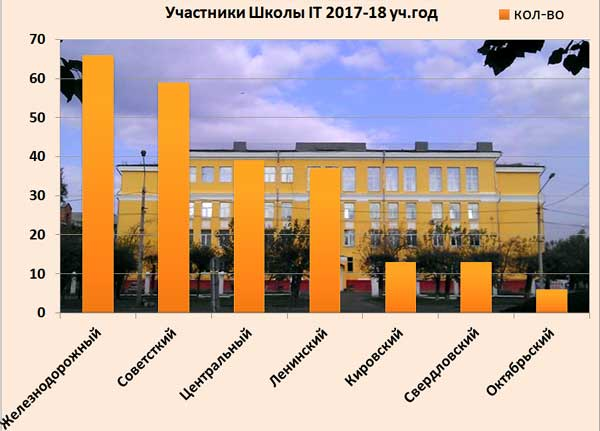 Участники Школы IT 2017-18 уч.год
кол-во
70
60
50
40
30
20
10
0
Железнодорожный
Советсткий
Центральный
Ленинский
Кировский
Свердловский
Октябрьский